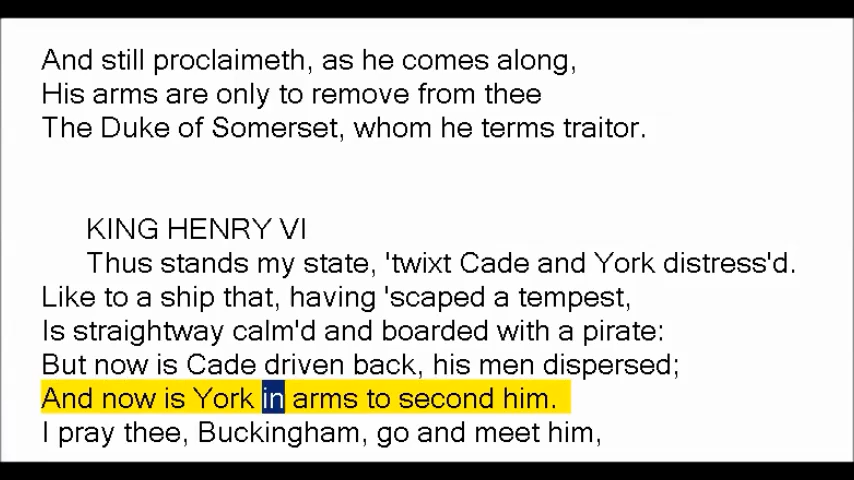 And still proclaimeth, as he comes along,
His arms are only to remove from thee
The Duke of Somerset, whom he terms traitor.
KING HENRY VI
Thus stands my state, 'twixt Cade and York distress'd.
Like to a ship that, having 'scaped a tempest,
Is straightway calm'd and boarded with a pirate:
But now is Cade driven back, his men dispersed;
And now is York in arms to second him.
I pray thee, Buckingham, go and meet him,